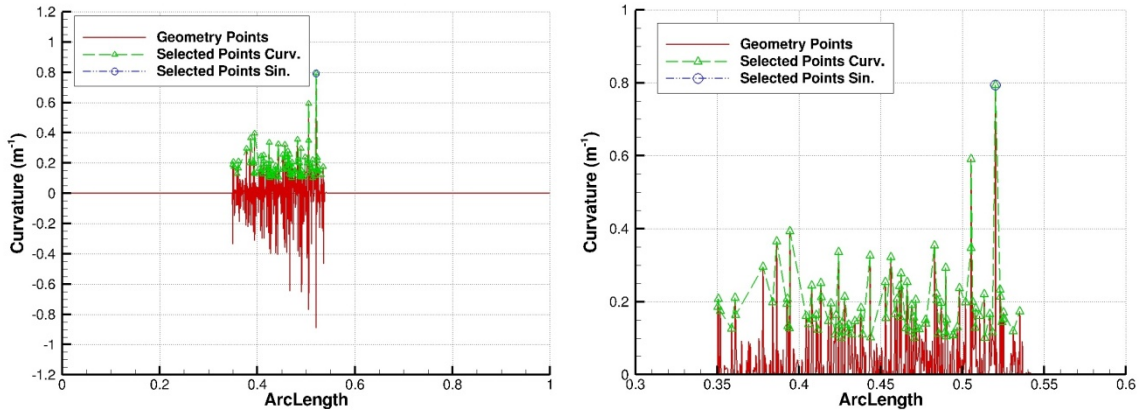 1.2
1
0.8
0.6
0.4
0.2
0
-0.2
-0.4
-0.6
-0.8
-1
-1.2
Curvature (m⁻¹)
Geometry Points
Selected Points Curv.
Selected Points Sin.
0 0.2 0.4 0.6 0.8 1
ArcLength
1
0.8
0.6
0.4
0.2
0
Curvature (m⁻¹)
Geometry Points
Selected Points Curv.
Selected Points Sin.
0.3 0.35 0.4 0.45 0.5 0.55 0.6
ArcLength